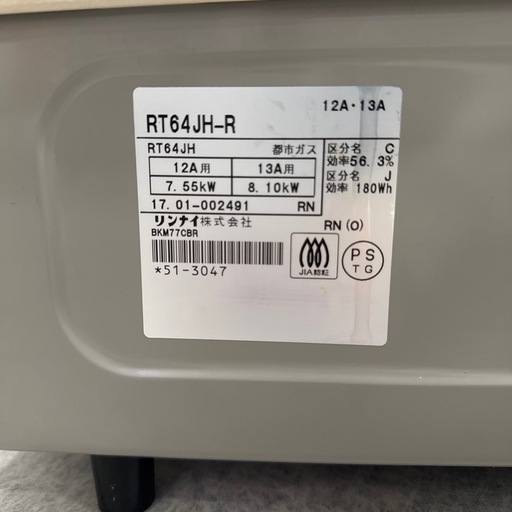 12A・13A
RT64JH-R
RT64JH 都市ガス
12A用 13A用
7.55kW 8.10kW
17.01-002491 RN
区分名 C
効率56.3%
区分名 J
効率 180Wh
リンナイ株式会社
RN (O)
BKM77CBR
*51-3047
JIA認証
PS
TG